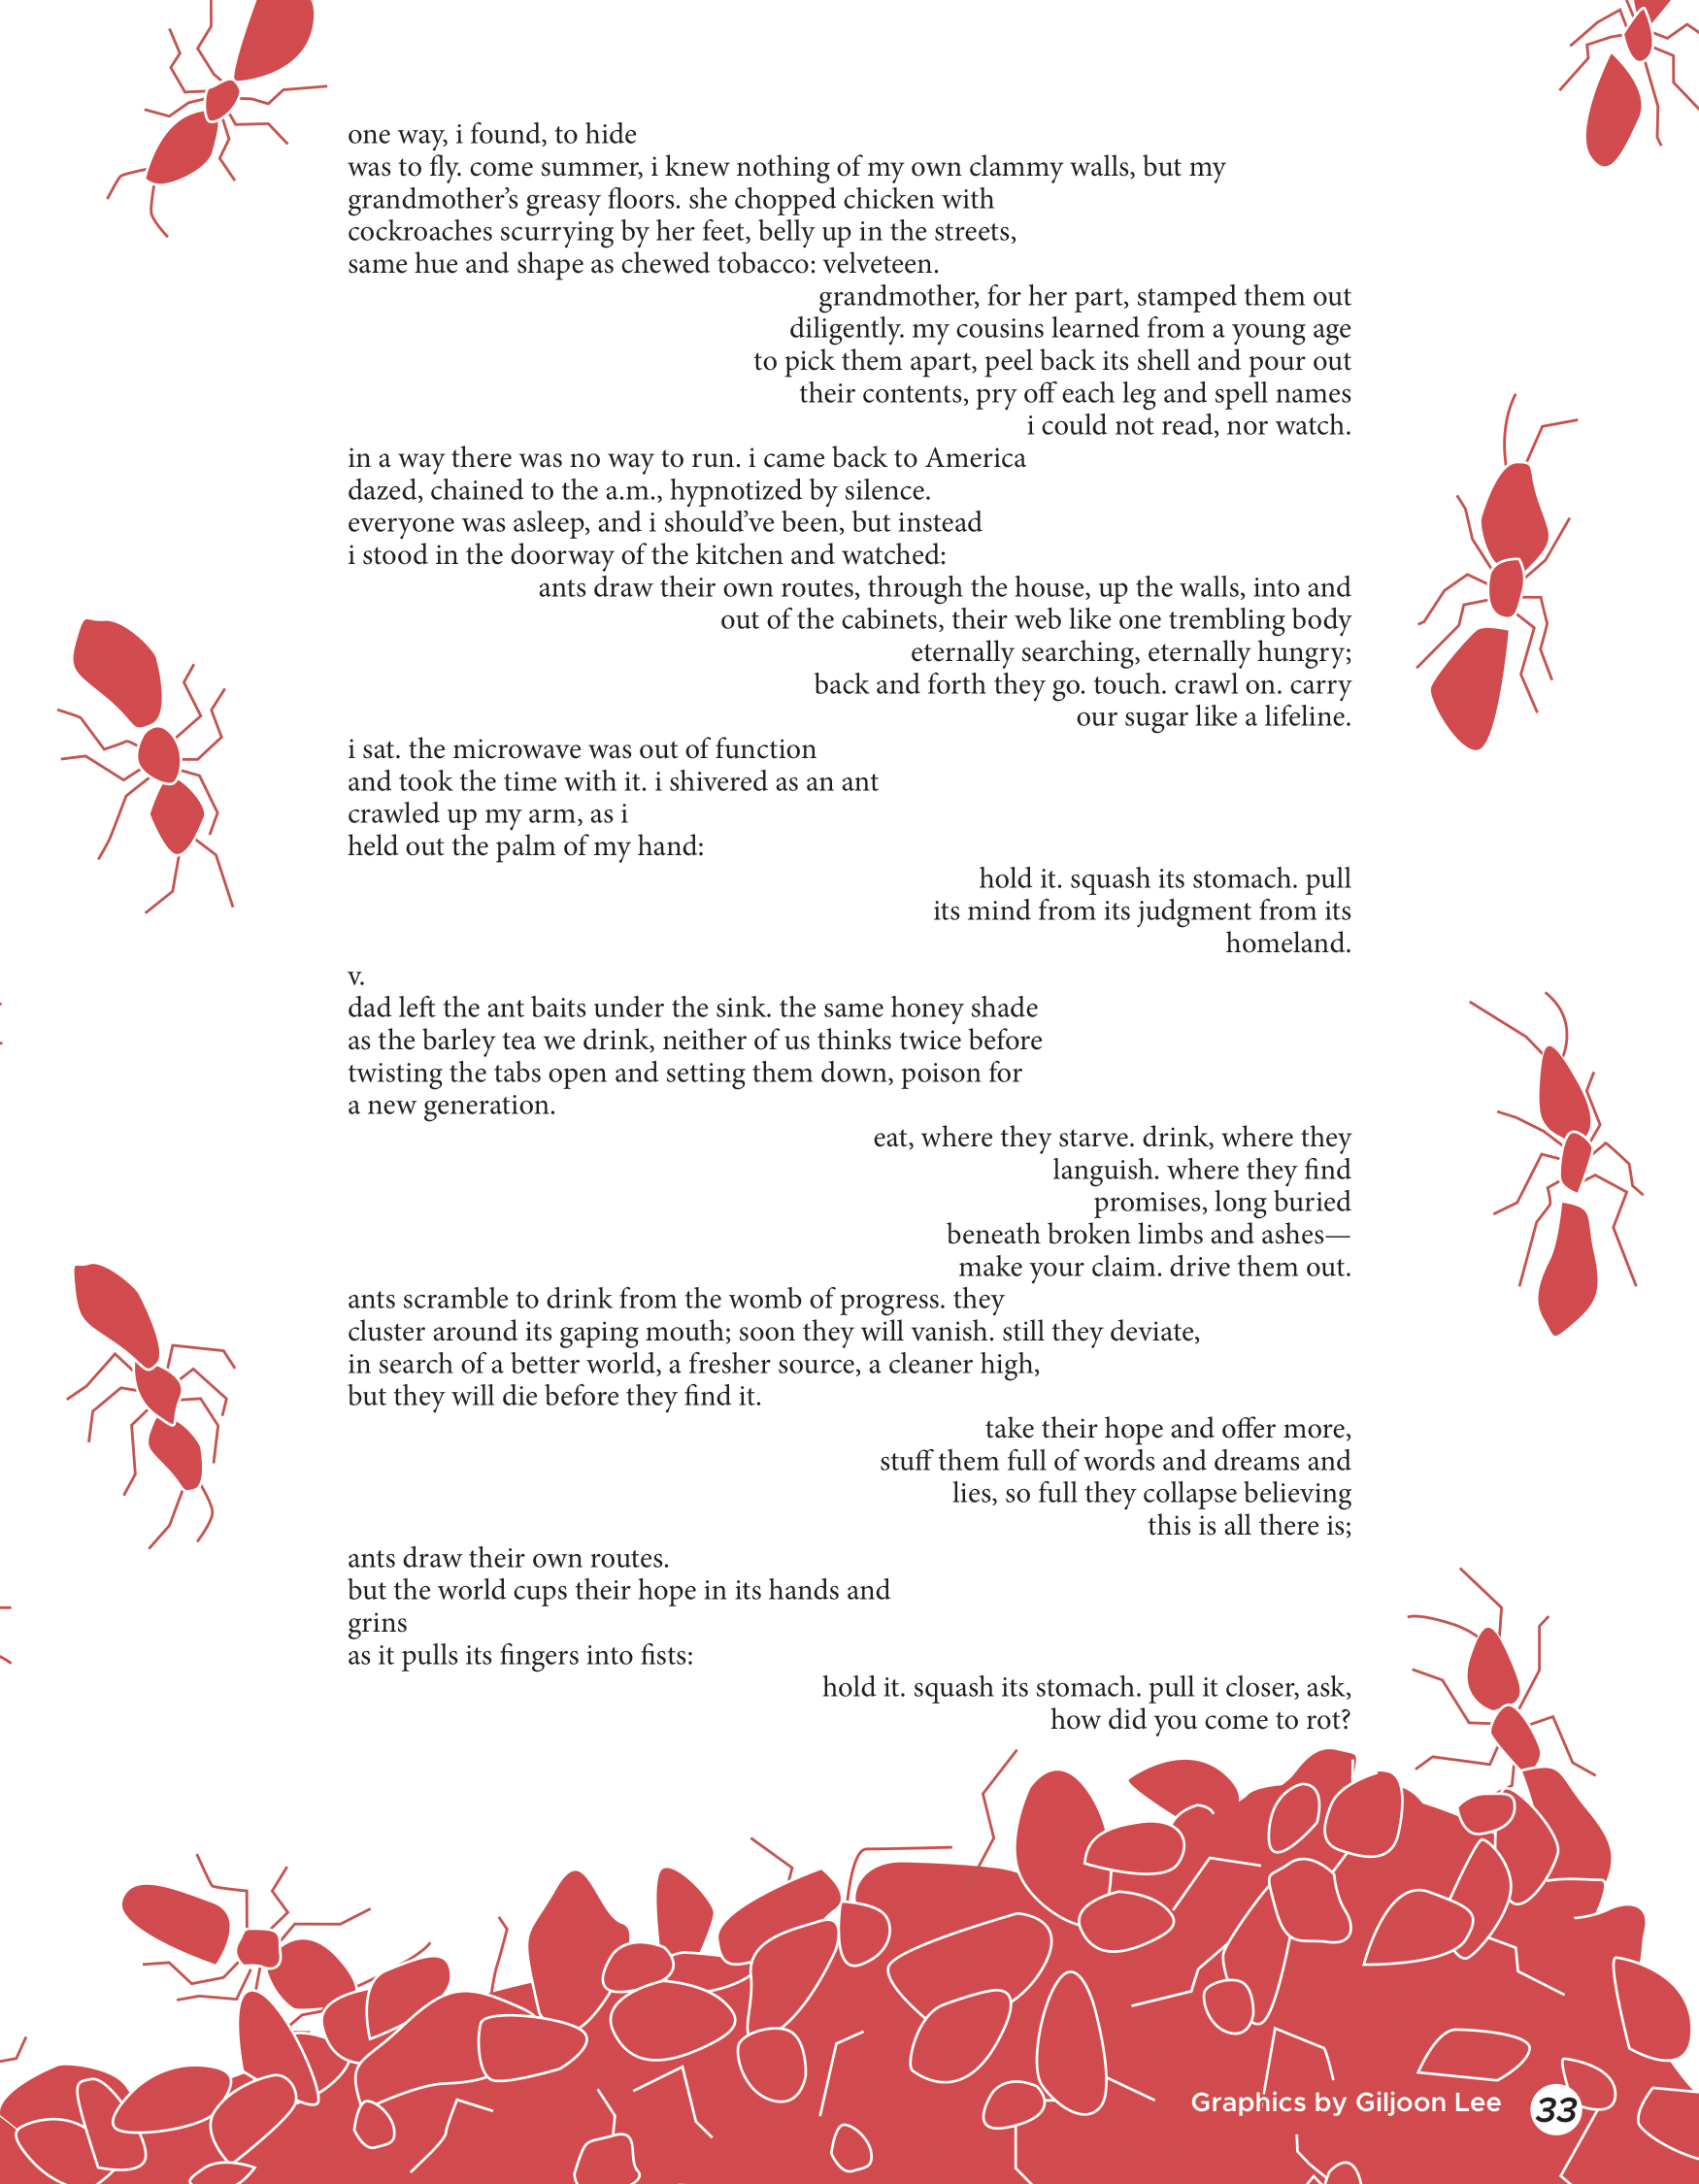 one way, i found, to hide
was to fly. come summer, i knew nothing of my own clammy walls, but my
grandmother’s greasy floors. she chopped chicken with
cockroaches scurrying by her feet, belly up in the streets,
same hue and shape as chewed tobacco: velveteen.
grandmother, for her part, stamped them out
diligently. my cousins learned from a young age
to pick them apart, peel back its shell and pour out
their contents, pry off each leg and spell names
i could not read, nor watch.
in a way there was no way to run. i came back to America
dazed, chained to the a.m., hypnotized by silence.
everyone was asleep, and i should’ve been, but instead
i stood in the doorway of the kitchen and watched:
ants draw their own routes, through the house, up the walls, into and
out of the cabinets, their web like one trembling body
eternally searching, eternally hungry;
back and forth they go. touch. crawl on. carry
our sugar like a lifeline.
i sat. the microwave was out of function
and took the time with it. i shivered as an ant
crawled up my arm, as i
held out the palm of my hand:
hold it. squash its stomach. pull
its mind from its judgment from its
homeland.
v.
dad left the ant baits under the sink. the same honey shade
as the barley tea we drink, neither of us thinks twice before
twisting the tabs open and setting them down, poison for
a new generation.
eat, where they starve. drink, where they
languish. where they find
promises, long buried
beneath broken limbs and ashes—
make your claim. drive them out.
ants scramble to drink from the womb of progress. they
cluster around its gaping mouth; soon they will vanish. still they deviate,
in search of a better world, a fresher source, a cleaner high,
but they will die before they find it.
take their hope and offer more,
stuff them full of words and dreams and
lies, so full they collapse believing
this is all there is;
ants draw their own routes.
but the world cups their hope in its hands and
grins
as it pulls its fingers into fists:
hold it. squash its stomach. pull it closer, ask,
how did you come to rot?
Graphics by Giljoon Lee
33